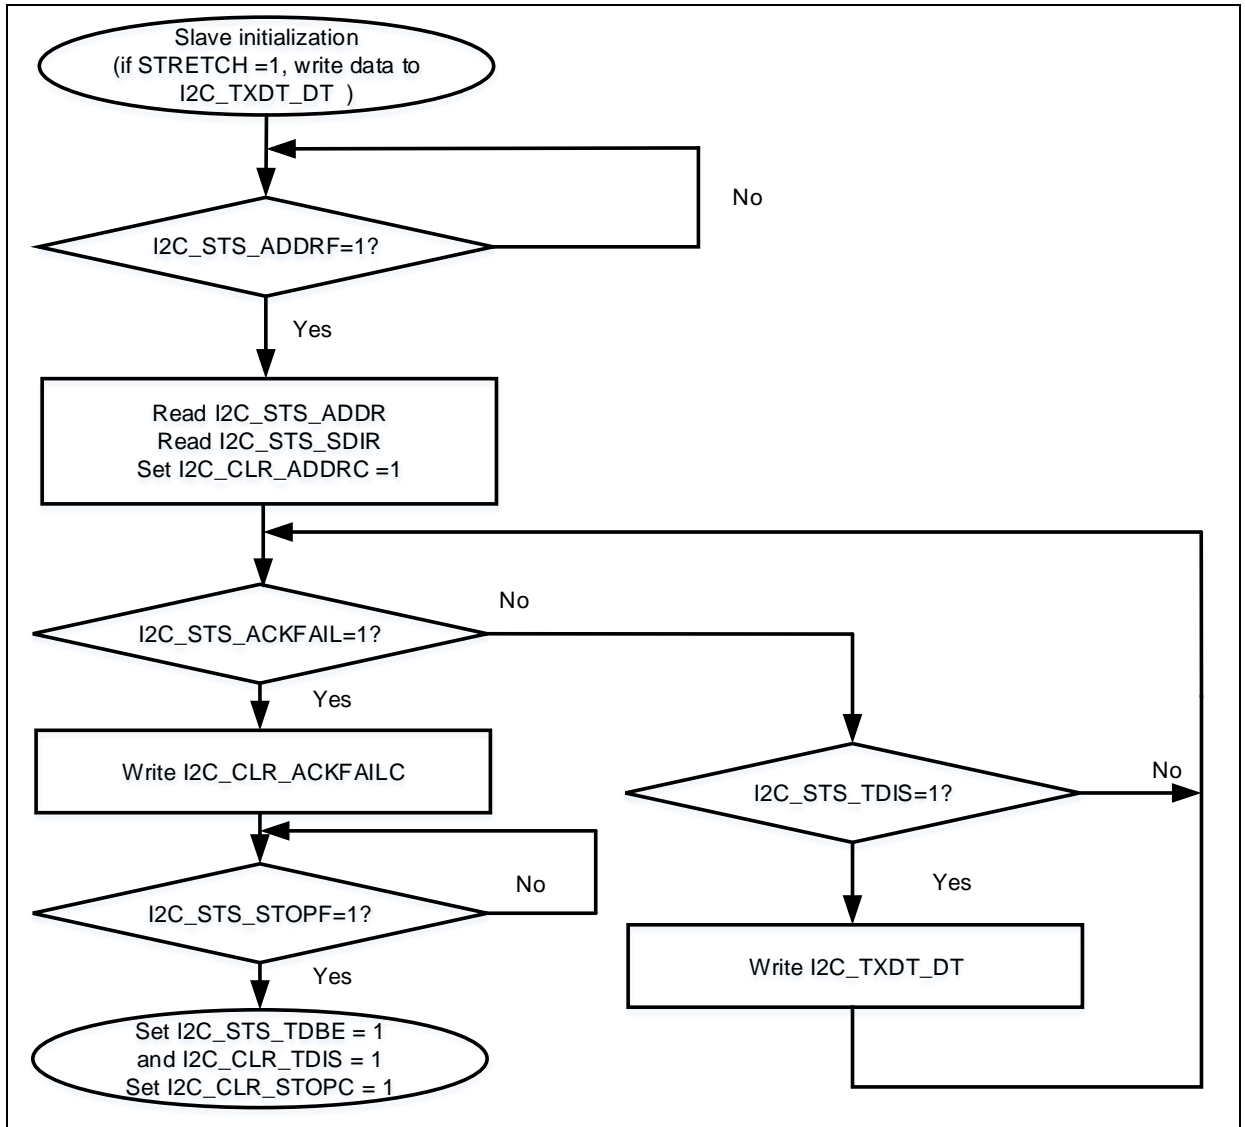 Slave initialization
(if STRETCH =1, write data to
I2C_TXDT_DT )
No
I2C_STS_ADDRF=1?
Yes
Read I2C_STS_ADDR
Read I2C_STS_SDIR
Set I2C_CLR_ADDRC =1
No
I2C_STS_ACKFAIL=1?
Yes
Write I2C_CLR_ACKFAILC
I2C_STS_TDIS=1?
No
No
I2C_STS_STOPF=1?
Yes
Write I2C_TXDT_DT
Yes
Set I2C_STS_TDBE = 1
and I2C_CLR_TDIS = 1
Set I2C_CLR_STOPC = 1